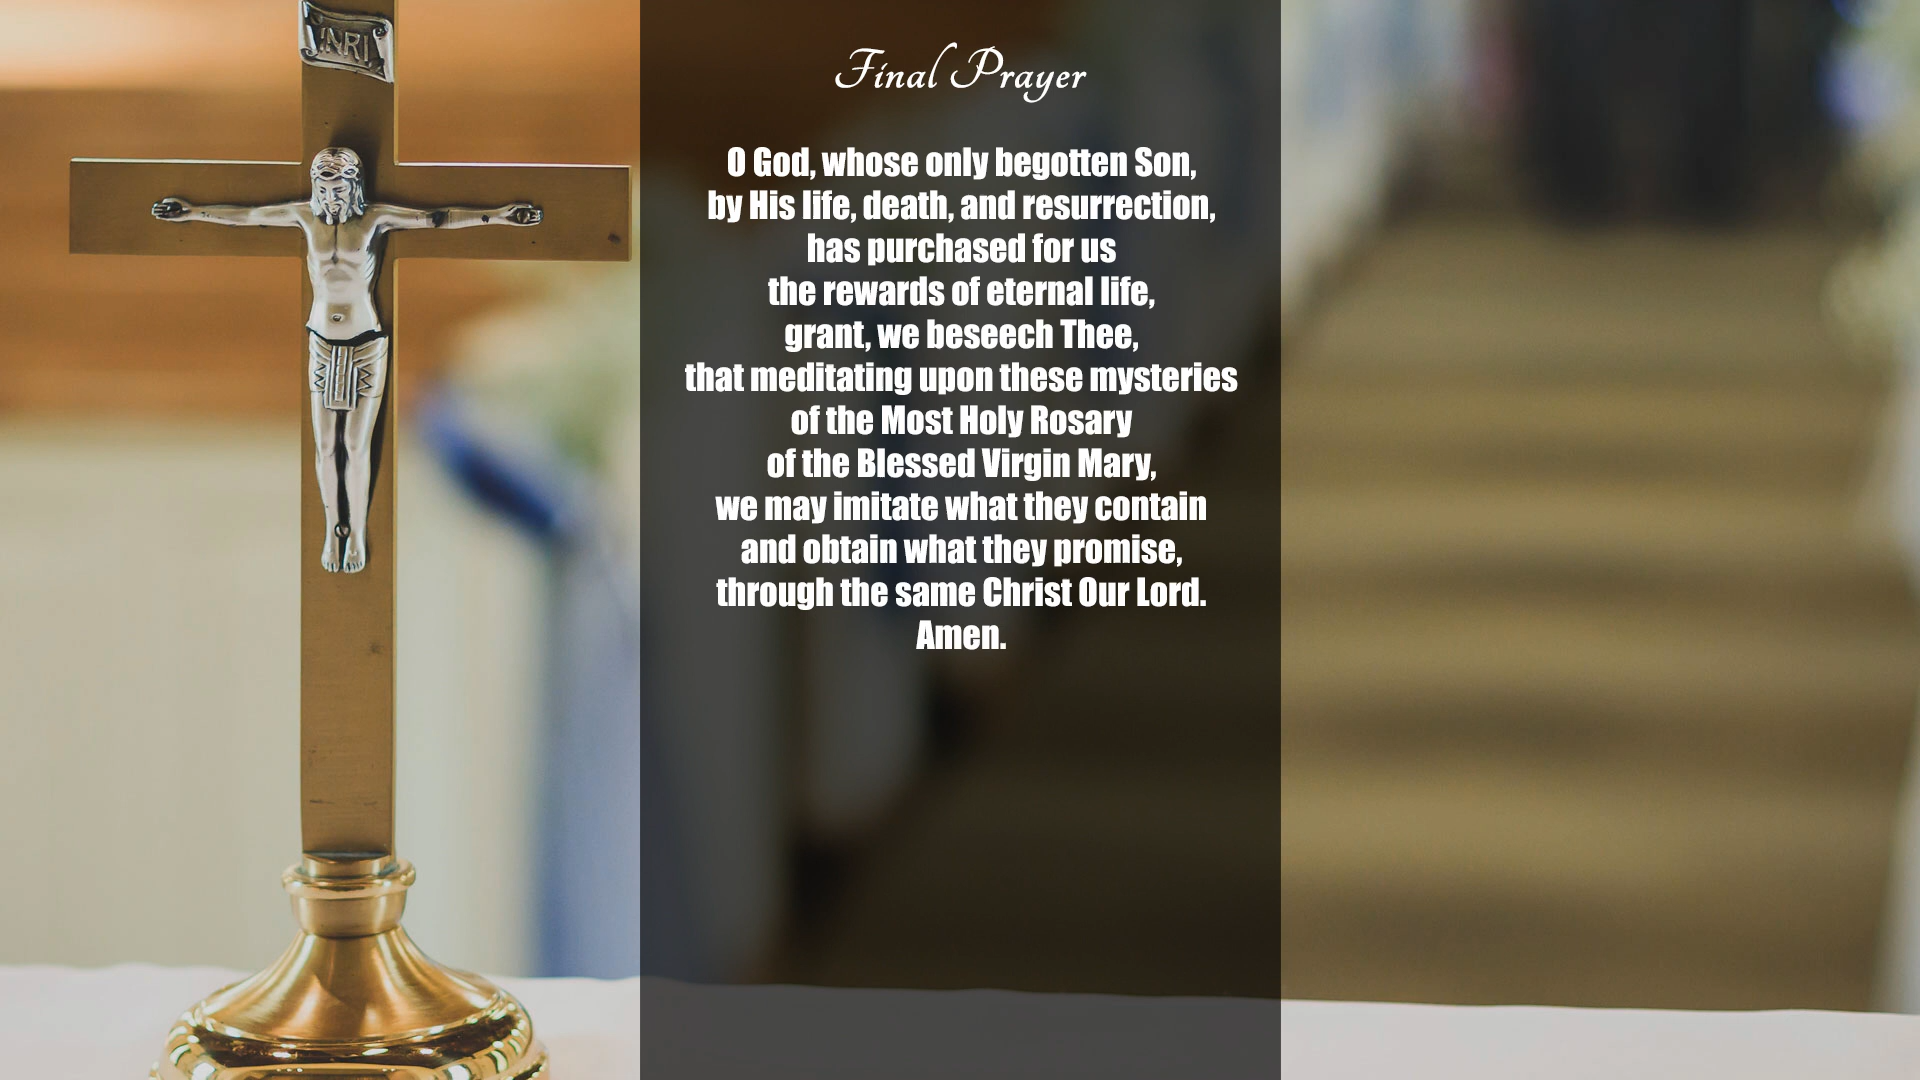 INRI
Final Prayer
O God, whose only begotten Son,
by His life, death, and resurrection,
has purchased for us
the rewards of eternal life,
grant, we beseech Thee,
that meditating upon these mysteries
of the Most Holy Rosary
of the Blessed Virgin Mary,
we may imitate what they contain
and obtain what they promise,
through the same Christ Our Lord.
Amen.